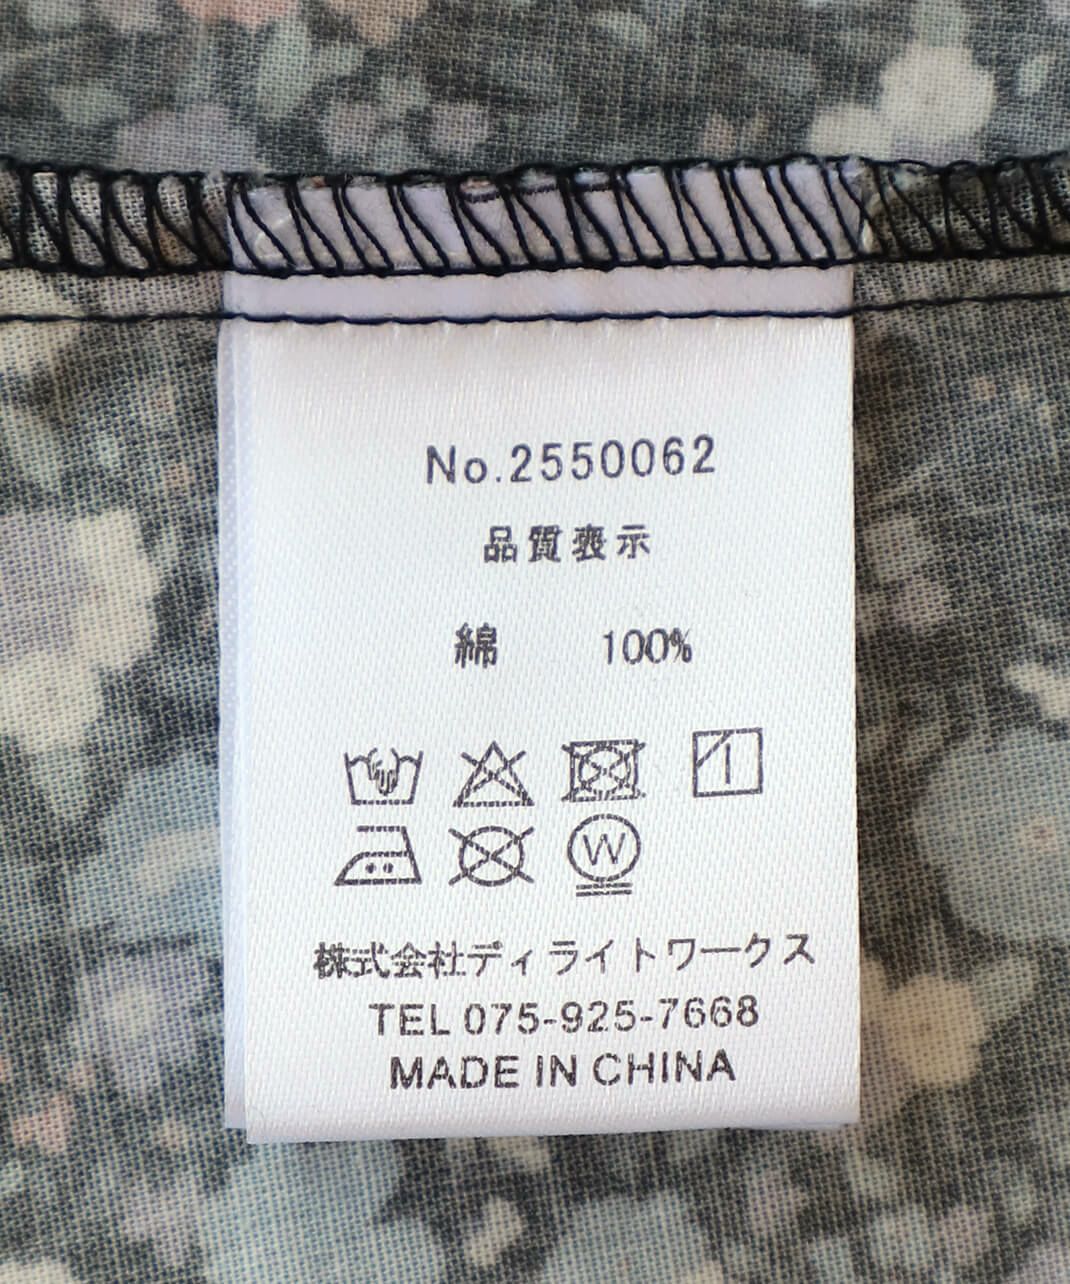 No.2550062
品質表示
綿 100%
W
株式会社ディライトワークス
TEL 075-925-7668
MADE IN CHINA